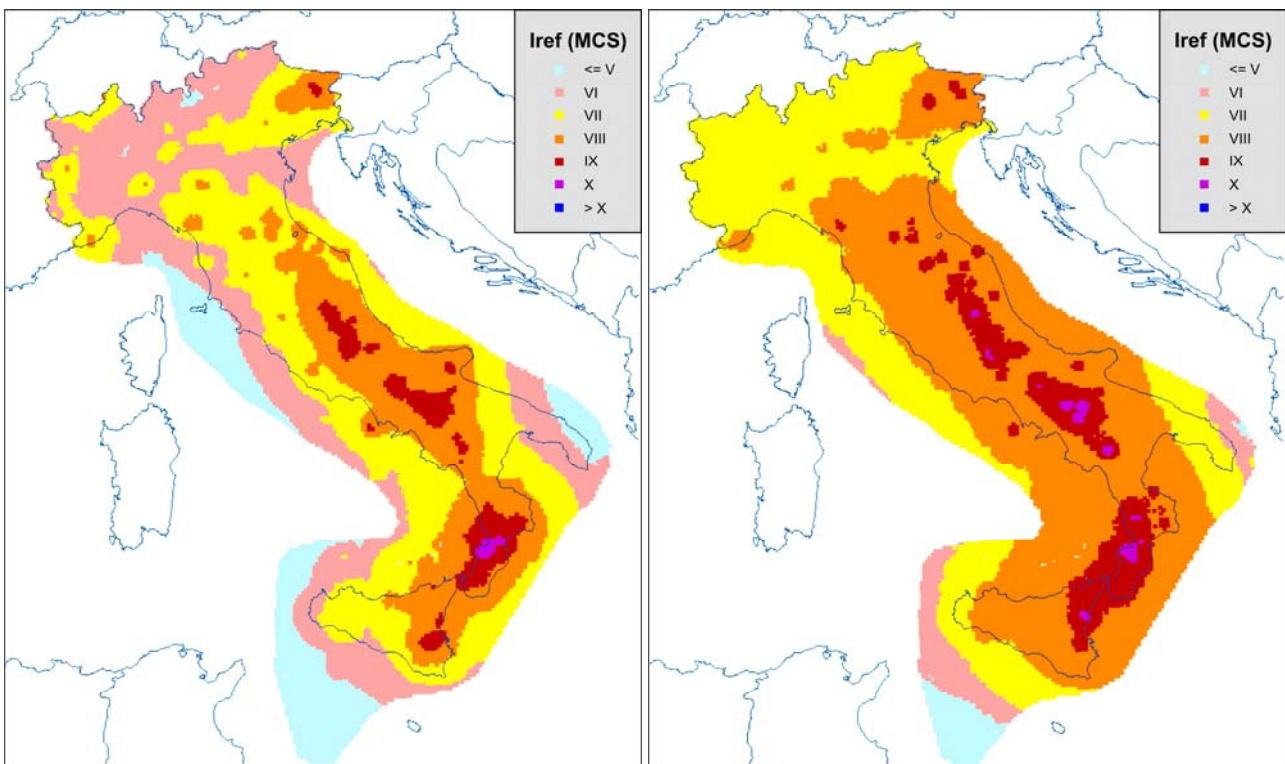 Iref (MCS)
<= V
VI
VII
VIII
IX
X
> X
Iref (MCS)
<= V
VI
VII
VIII
IX
X
> X